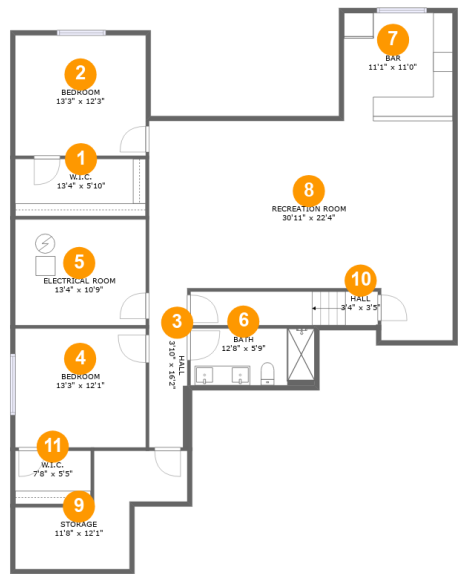 7
BAR
11'1" x 11'0"
2
BEDROOM
13'3" x 12'3"
1
W.I.C.
13'4" x 5'10"
8
RECREATION ROOM
30'11" x 22'4"
5
ELECTRICAL ROOM
13'4" x 10'9"
10
HALL
3'4" x 3'5"
3
HALL
3'10" x 16'2"
6
BATH
12'8" x 5'9"
4
BEDROOM
13'3" x 12'1"
11
W.I.C.
7'8" x 5'5"
9
STORAGE
11'8" x 12'1"